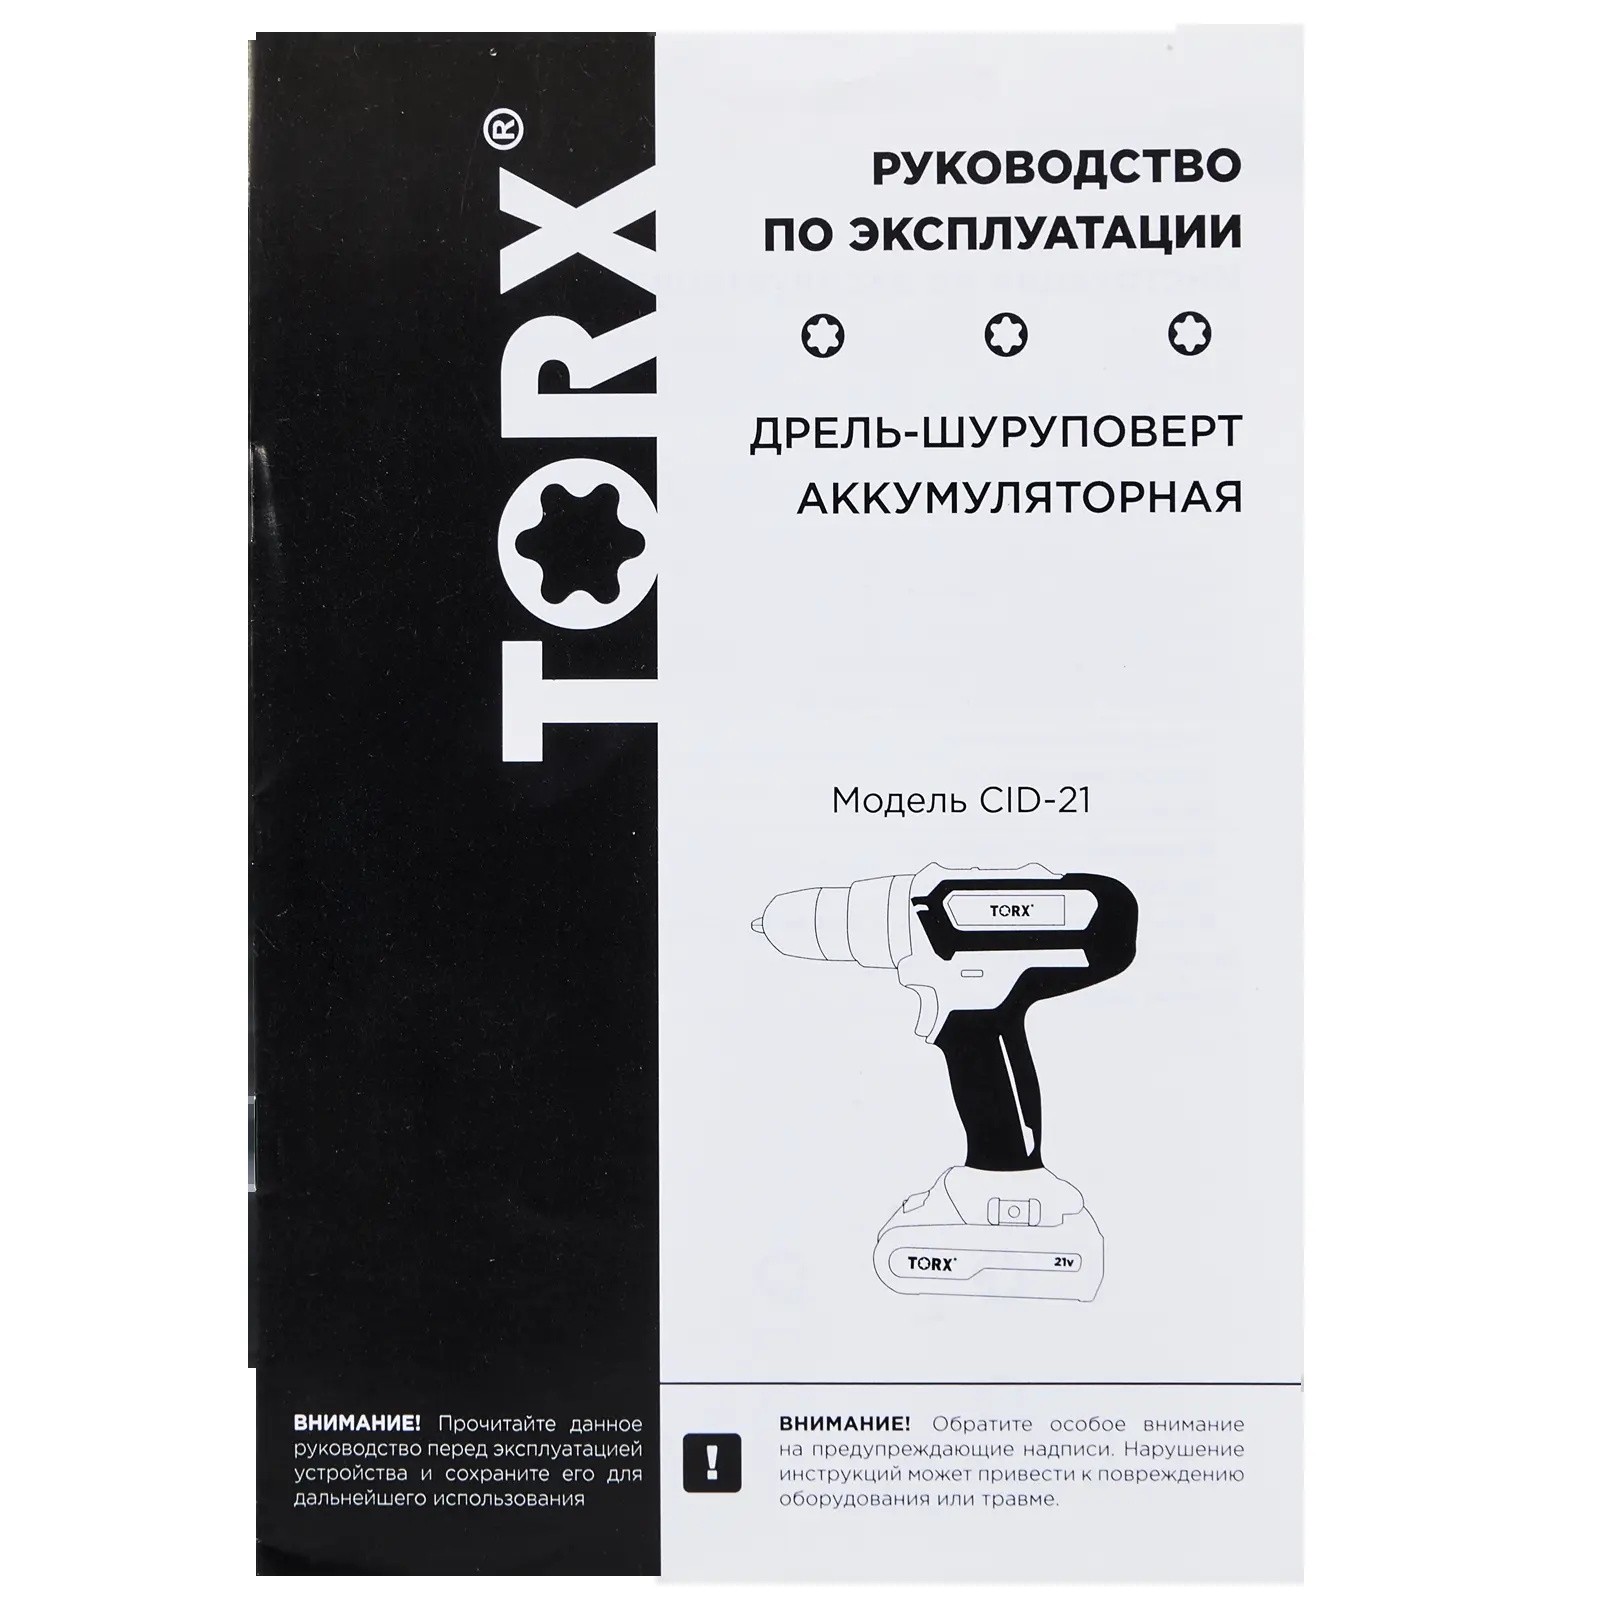 TORX®
РУКОВОДСТВО
ПО ЭКСПЛУАТАЦИИ
ДРЕЛЬ-ШУРУПОВЕРТ
АККУМУЛЯТОРНАЯ
Модель CID-21
TORX®
TORX®
21v
ВНИМАНИЕ! Прочитайте данное
руководство перед эксплуатацией
устройства и сохраните его для
дальнейшего использования
!
ВНИМАНИЕ! Обратите особое внимание
на предупреждающие надписи. Нарушение
инструкций может привести к повреждению
оборудования или травме.